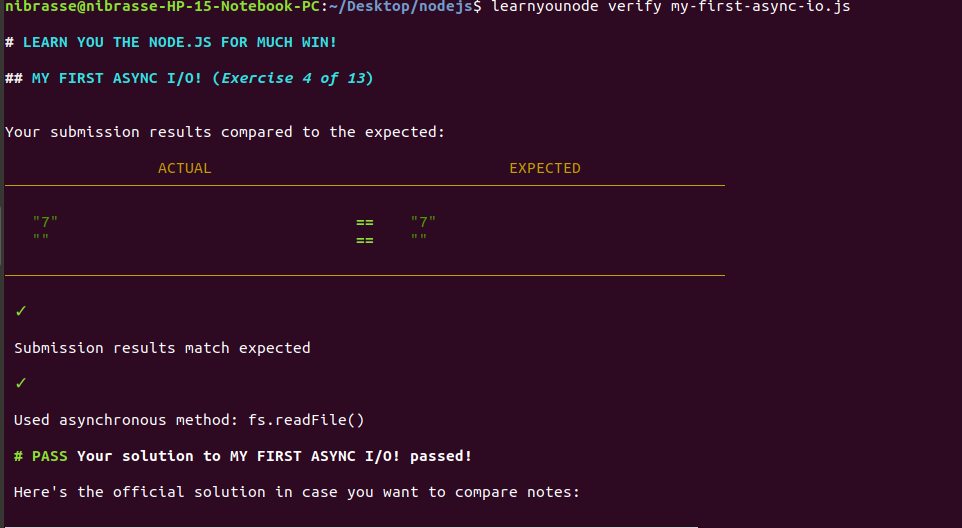 nibrasse@nibrasse-HP-15-Notebook-PC:~/Desktop/nodejs$ learnyounode verify my-first-async-io.js
# LEARN YOU THE NODE.JS FOR MUCH WIN!
## MY FIRST ASYNC I/O! (Exercise 4 of 13)
Your submission results compared to the expected:
ACTUAL EXPECTED
"7" == "7"
"" == ""
✓
Submission results match expected
✓
Used asynchronous method: fs.readFile()
# PASS Your solution to MY FIRST ASYNC I/O! passed!
Here's the official solution in case you want to compare notes: